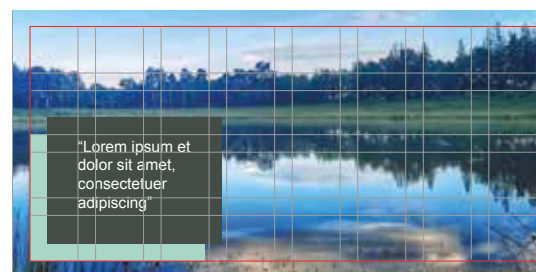 “Lorem ipsum et
dolor sit amet,
consectetuer
adipiscing”